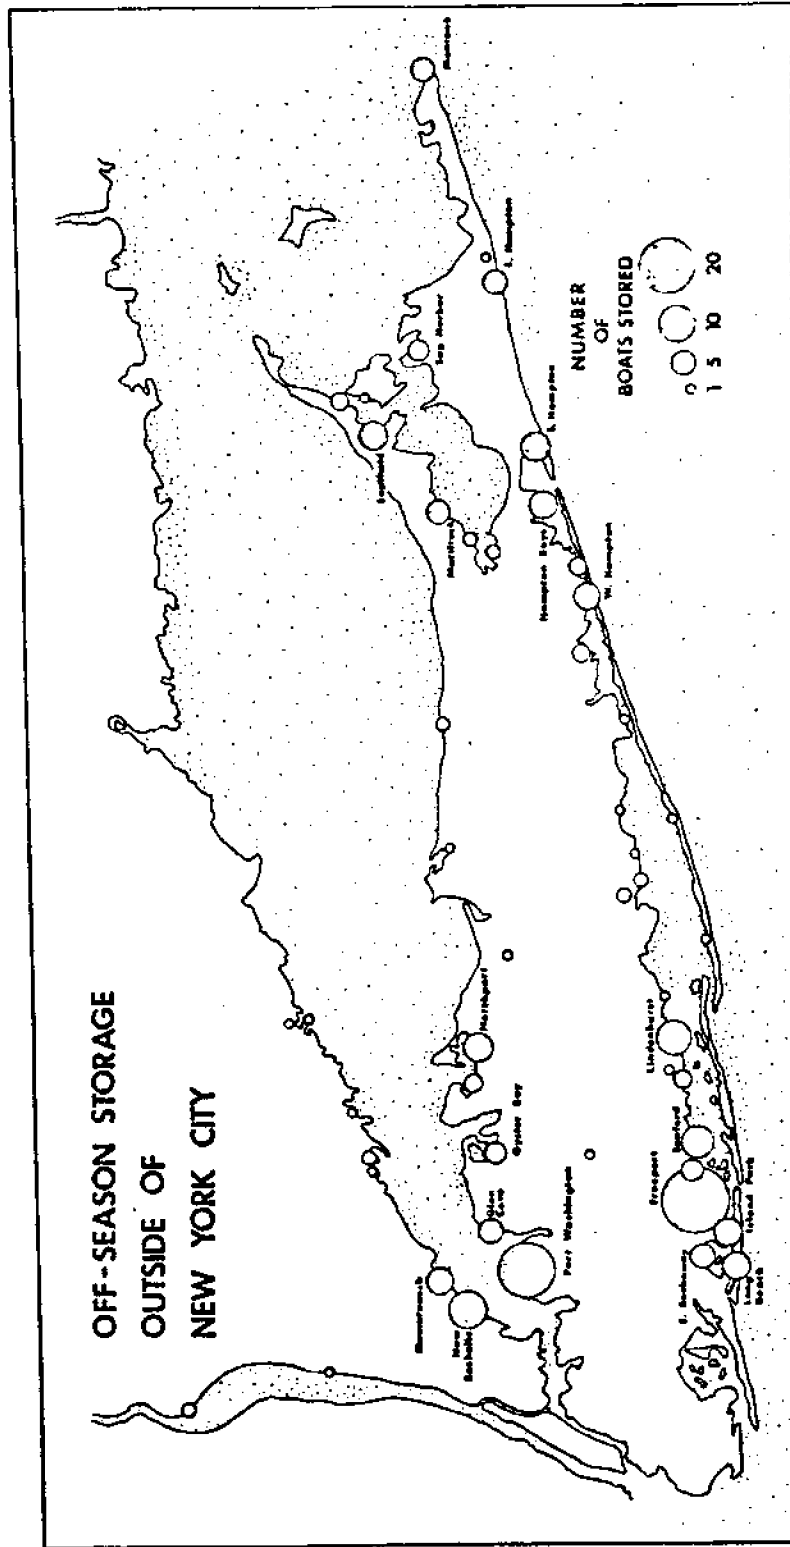 OFF-SEASON STORAGE
OUTSIDE OF
NEW YORK CITY
Mamaroneck
New
Rochelle
Glen
Cove
Port Washington
Oyster Bay
Northport
Mattituck
Southold
Sag Harbor
Montauk
E. Hampton
S. Hampton
Hampton Bays
W. Hampton
Lindenhurst
Seaford
Freeport
E. Rockaway
Island Park
Long
Beach
NUMBER
OF
BOATS STORED
1 5 10 20